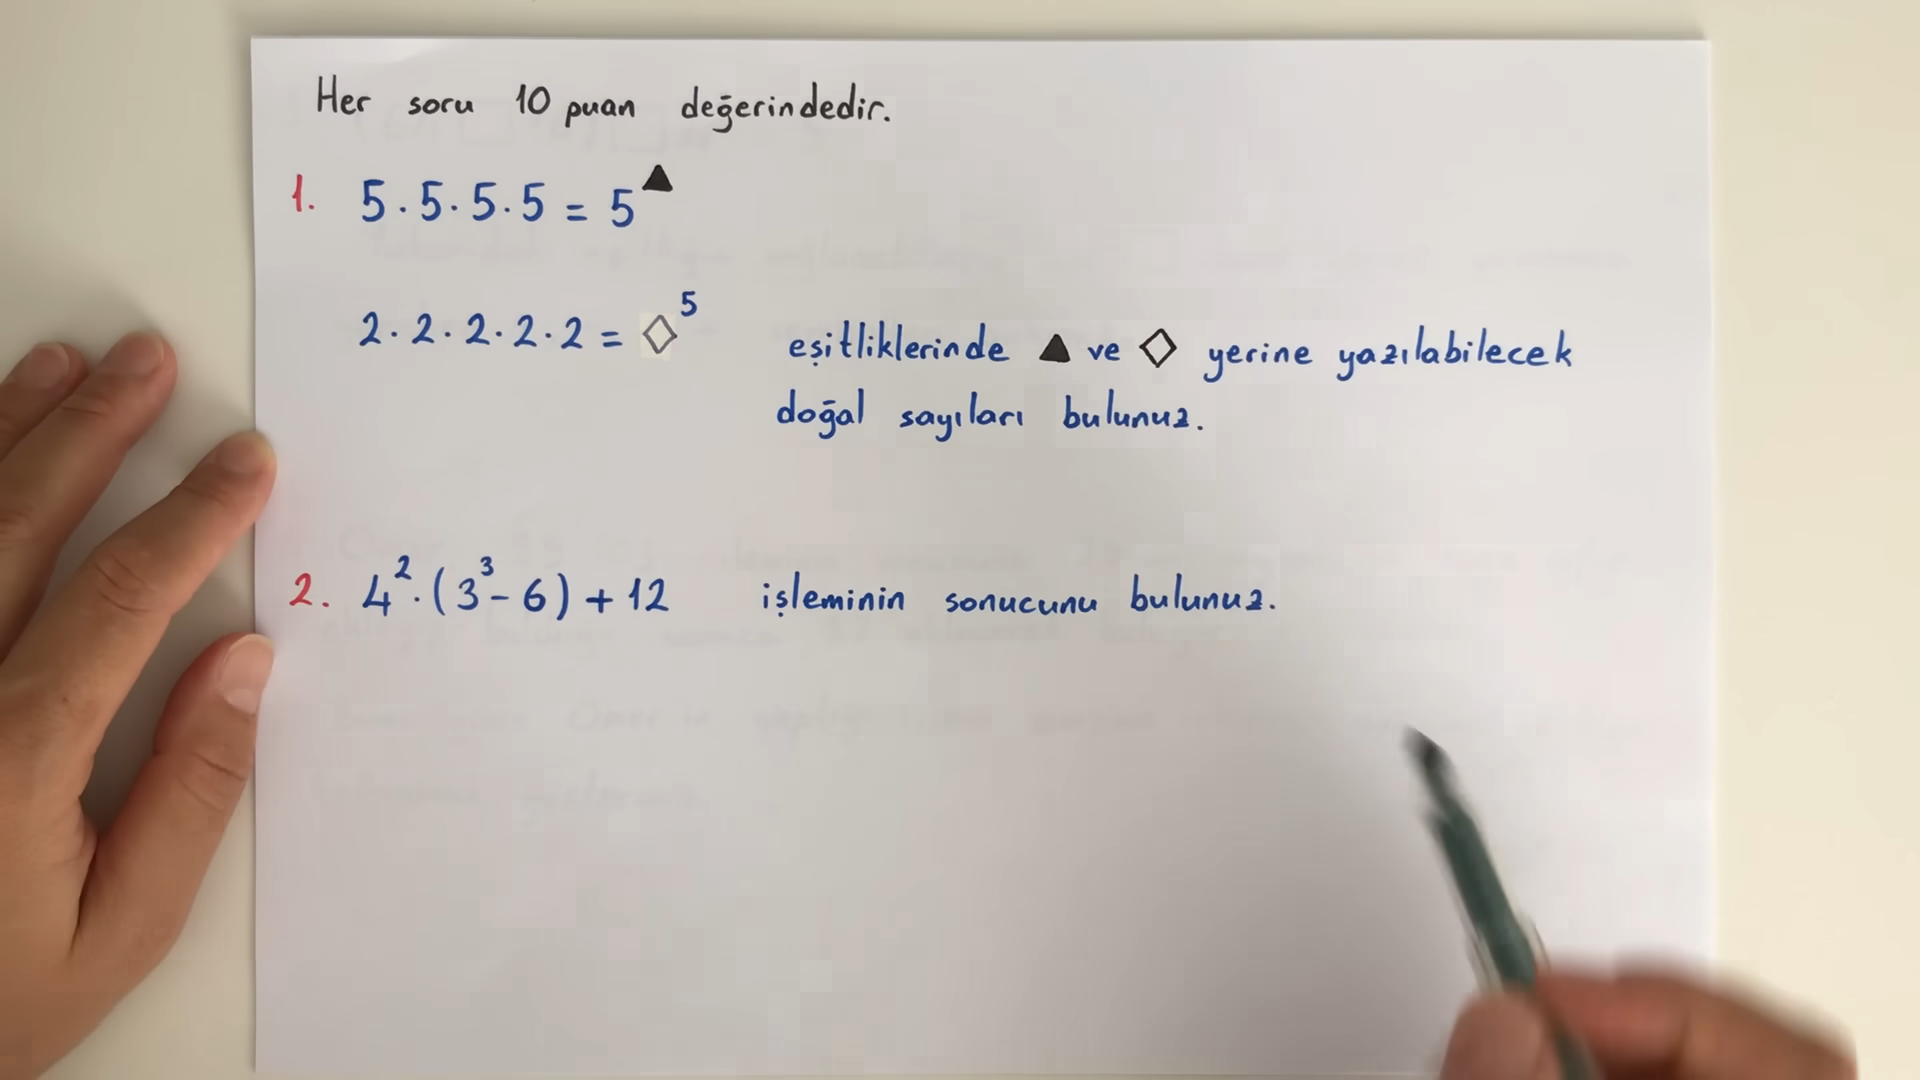 Her soru 10 puan değerindedir.
1. 5.5.5.5 = 5▲
2.2.2.2.2 = ◇⁵ eşitliklerinde ▲ ve ◇ yerine yazılabilecek
doğal sayıları bulunuz.
2. 4².(3³-6)+12 işleminin sonucunu bulunuz.